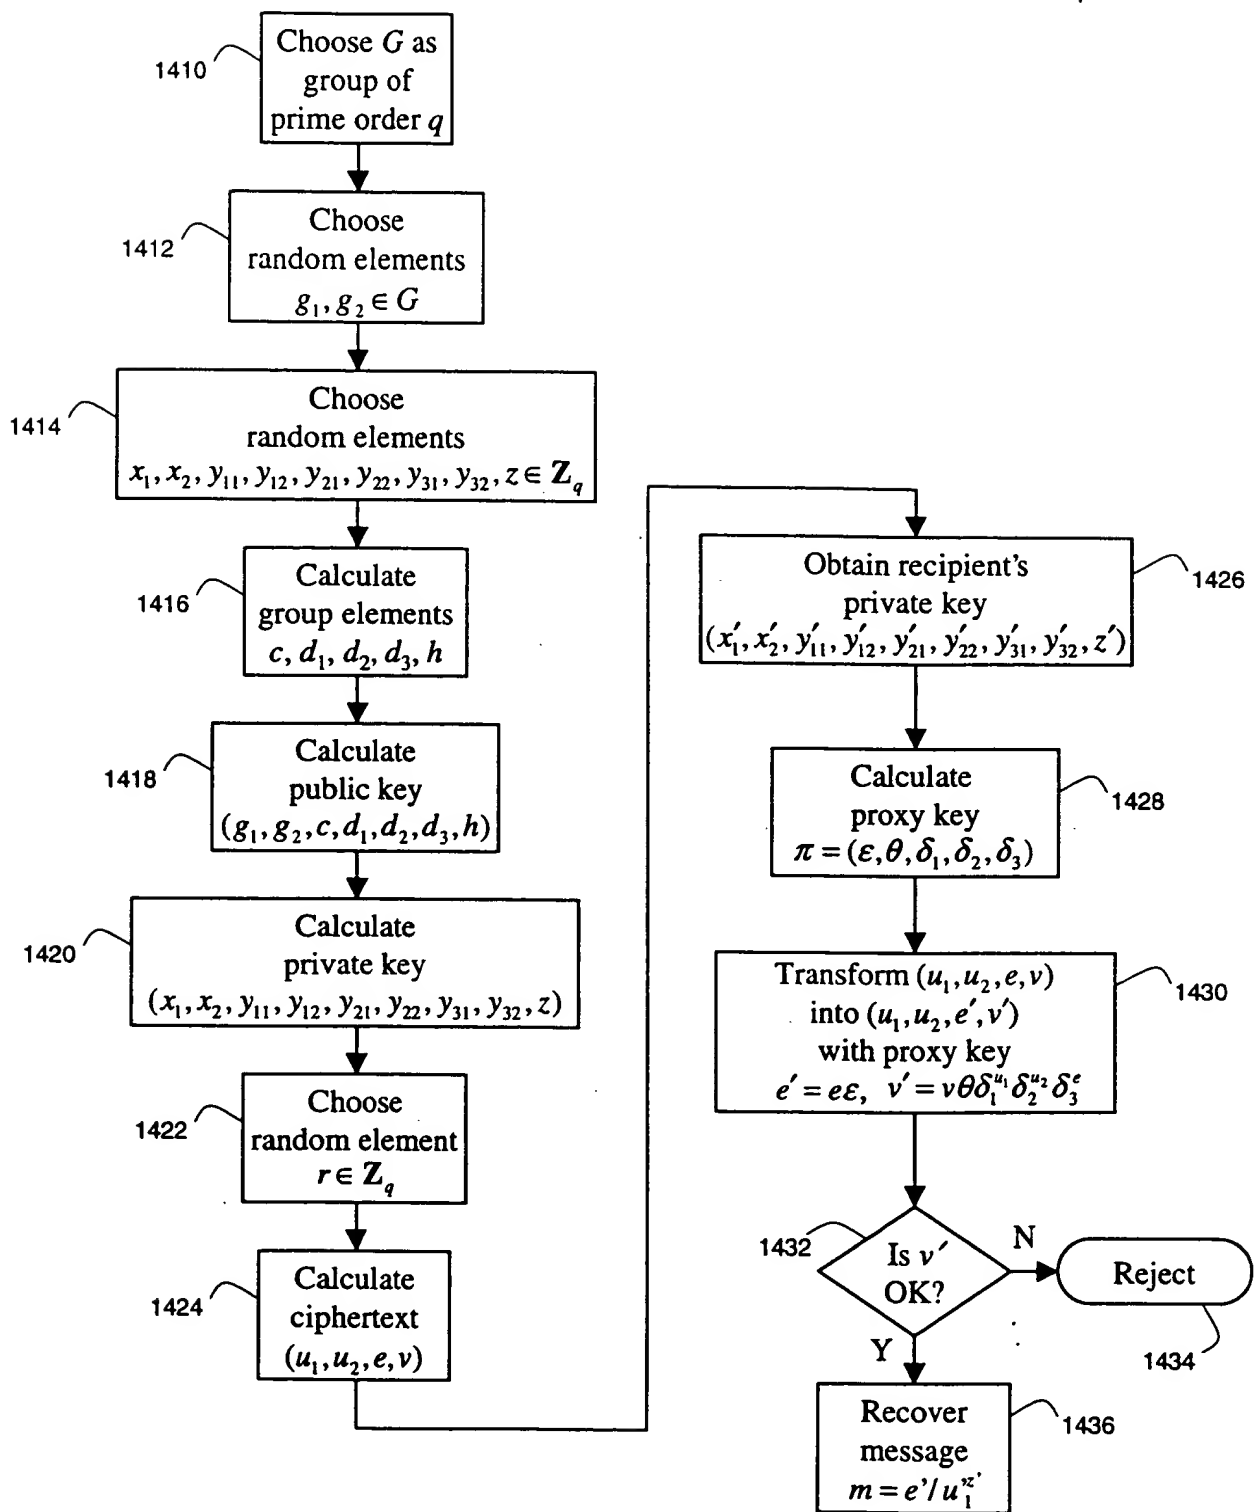 1410
Choose G as
group of
prime order q
1412
Choose
random elements
g₁, g₂ ∈ G
1414
Choose
random elements
x₁, x₂, y₁₁, y₁₂, y₂₁, y₂₂, y₃₁, y₃₂, z ∈ Z_q
1416
Calculate
group elements
c, d₁, d₂, d₃, h
1418
Calculate
public key
(g₁, g₂, c, d₁, d₂, d₃, h)
1420
Calculate
private key
(x₁, x₂, y₁₁, y₁₂, y₂₁, y₂₂, y₃₁, y₃₂, z)
1422
Choose
random element
r ∈ Z_q
1424
Calculate
ciphertext
(u₁, u₂, e, v)
1426
Obtain recipient's
private key
(x′₁, x′₂, y′₁₁, y′₁₂, y′₂₁, y′₂₂, y′₃₁, y′₃₂, z′)
1428
Calculate
proxy key
π = (ε, θ, δ₁, δ₂, δ₃)
1430
Transform (u₁, u₂, e, v)
into (u₁, u₂, e′, v′)
with proxy key
e′ = eε, v′ = vθδ₁^{u₁}δ₂^{u₂}δ₃^{e}
1432
Is v′
OK?
N
Reject
1434
Y
1436
Recover
message
m = e'/u₁'^{z'}